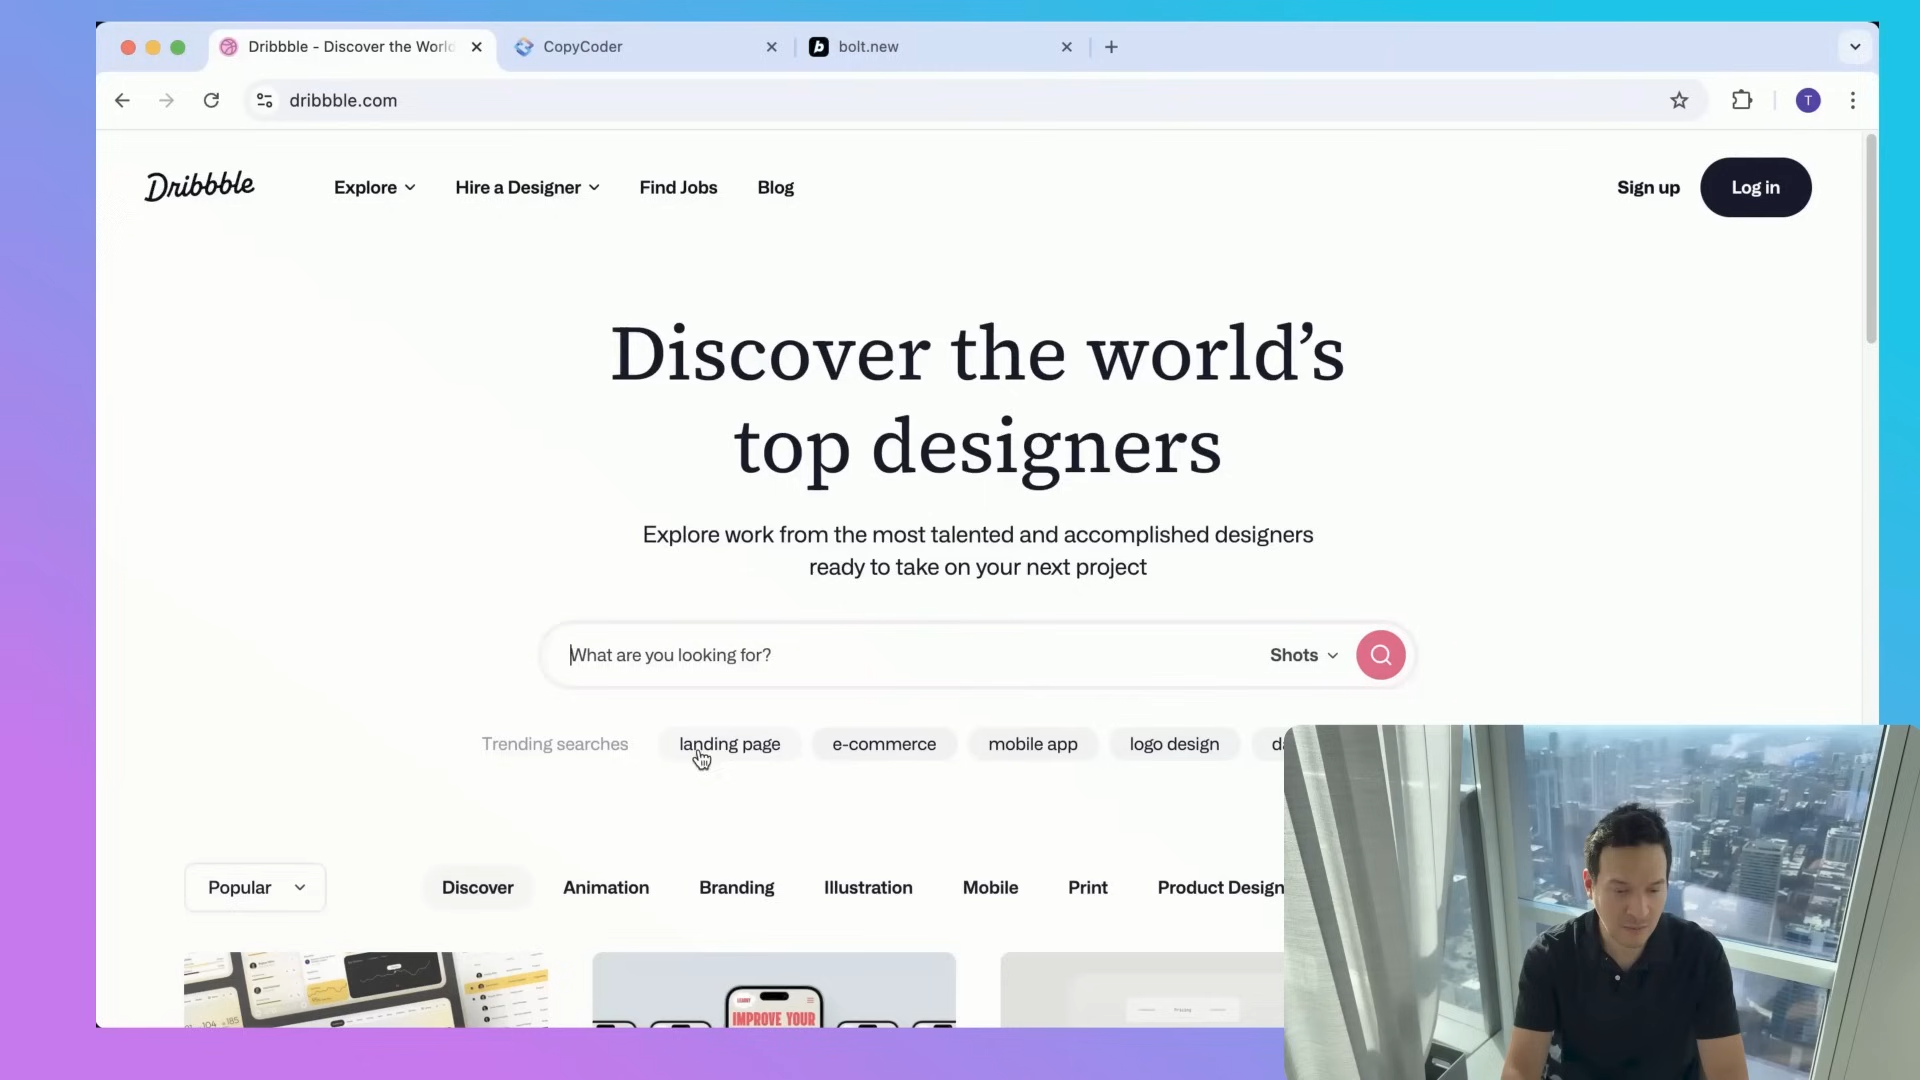 Dribbble - Discover the World
CopyCoder
bolt.new
dribbble.com
T
Dribbble
Explore
Hire a Designer
Find Jobs
Blog
Sign up
Log in
Discover the world’s
top designers
Explore work from the most talented and accomplished designers
ready to take on your next project
What are you looking for?
Shots
Trending searches
landing page
e-commerce
mobile app
logo design
Popular
Discover
Animation
Branding
Illustration
Mobile
Print
Product Design
IMPROVE YOUR